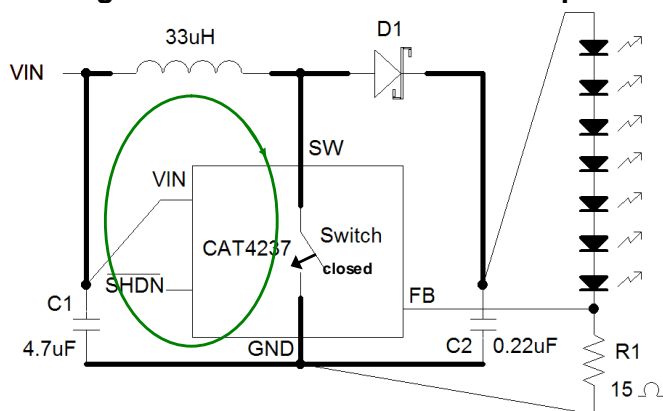 33uH
D1
VIN
SW
VIN
CAT4237
Switch
closed
SHDN
FB
C1
4.7uF
GND
C2
0.22uF
R1
15 Ω